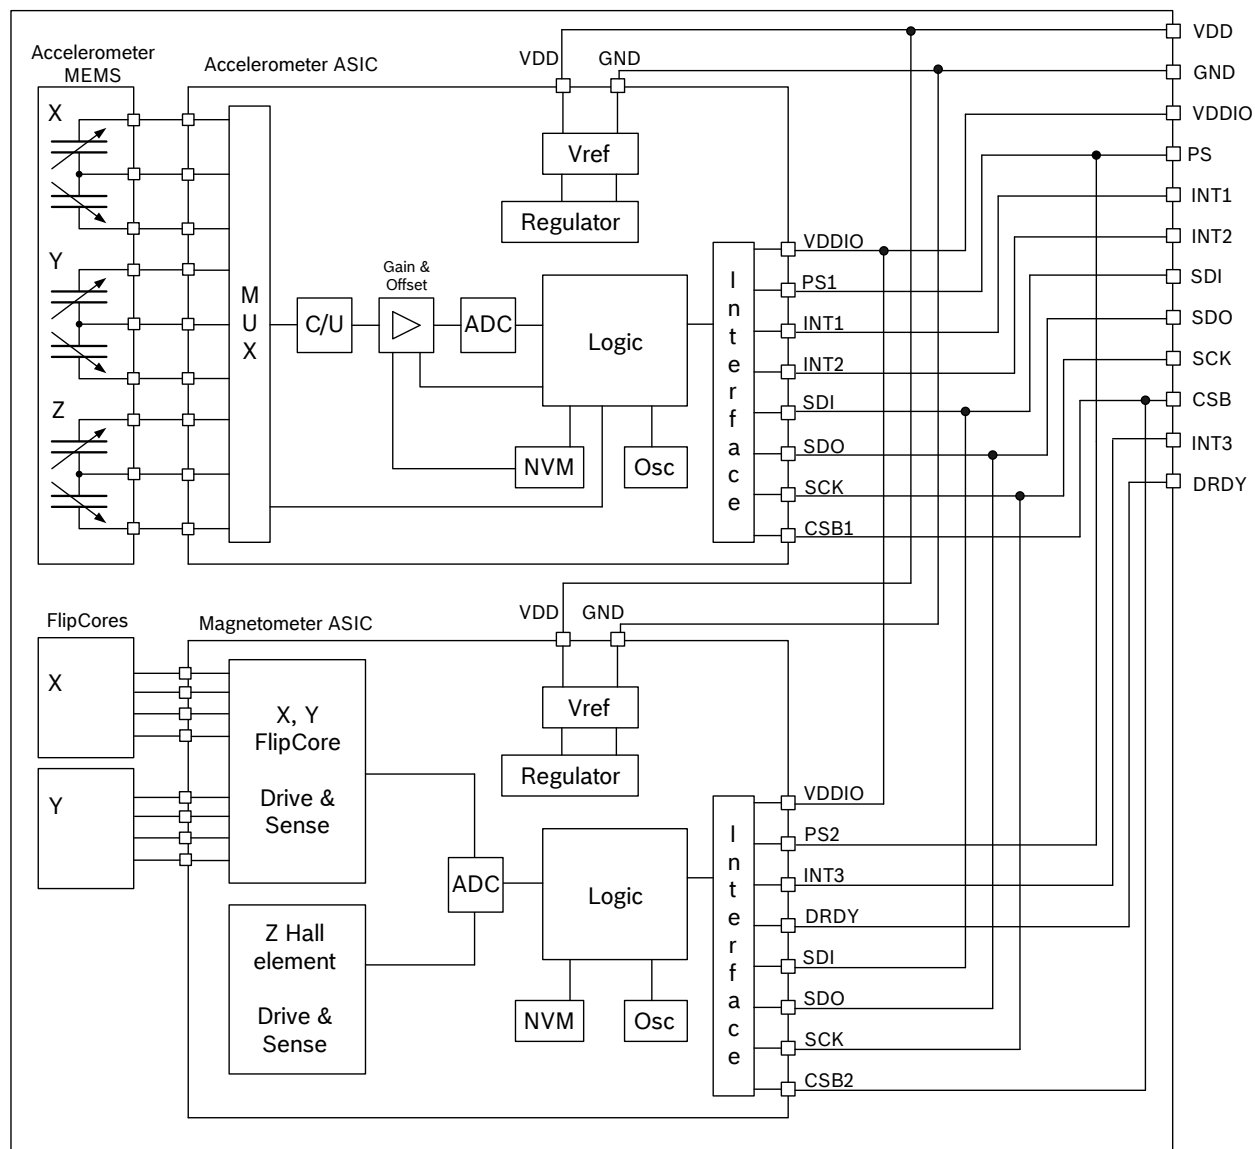 Accelerometer
MEMS
Accelerometer ASIC
VDD
GND
X
Y
Z
M
U
X
C/U
Gain &
Offset
ADC
Vref
Regulator
Logic
NVM
Osc
I
n
t
e
r
f
a
c
e
VDDIO
PS1
INT1
INT2
SDI
SDO
SCK
CSB1
VDD
GND
VDDIO
PS
INT1
INT2
SDI
SDO
SCK
CSB
INT3
DRDY
FlipCores
X
Y
Magnetometer ASIC
VDD
GND
X, Y
FlipCore
Drive &
Sense
Z Hall
element
Drive &
Sense
ADC
Vref
Regulator
Logic
NVM
Osc
I
n
t
e
r
f
a
c
e
VDDIO
PS2
INT3
DRDY
SDI
SDO
SCK
CSB2